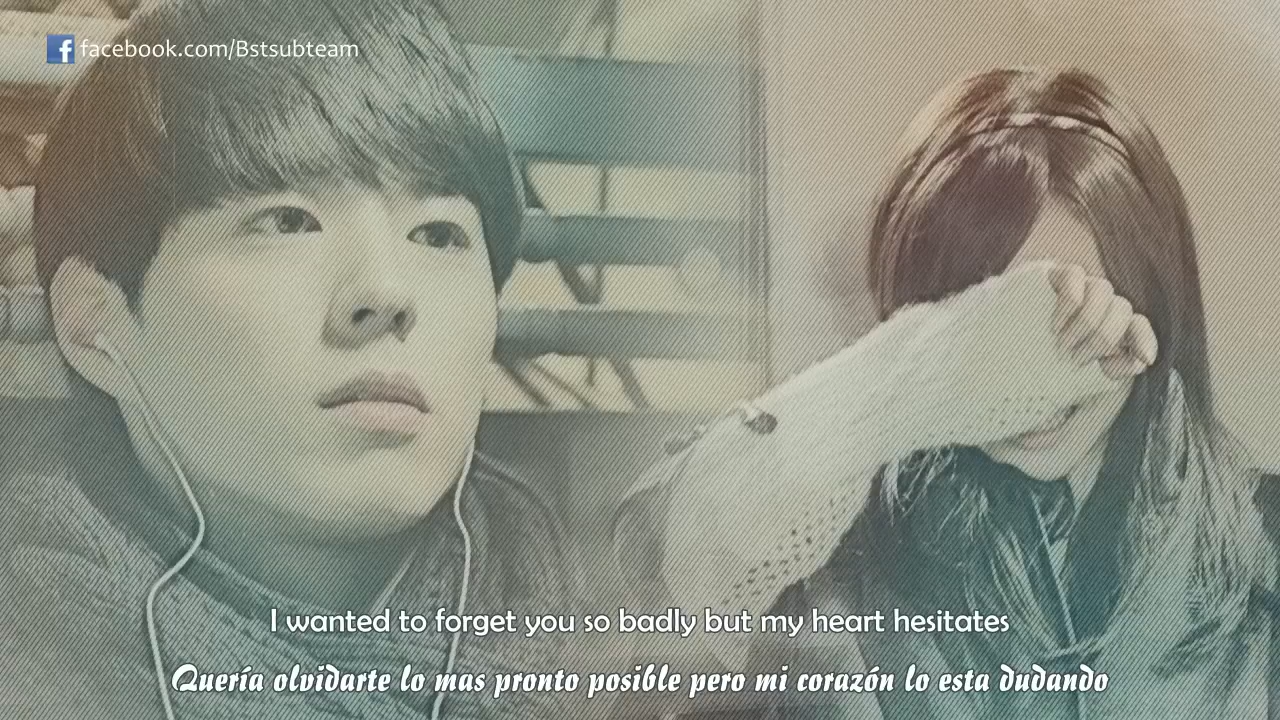 facebook.com/Bstsubteam
I wanted to forget you so badly but my heart hesitates
Quería olvidarte lo mas pronto posible pero mi corazón lo esta dudando